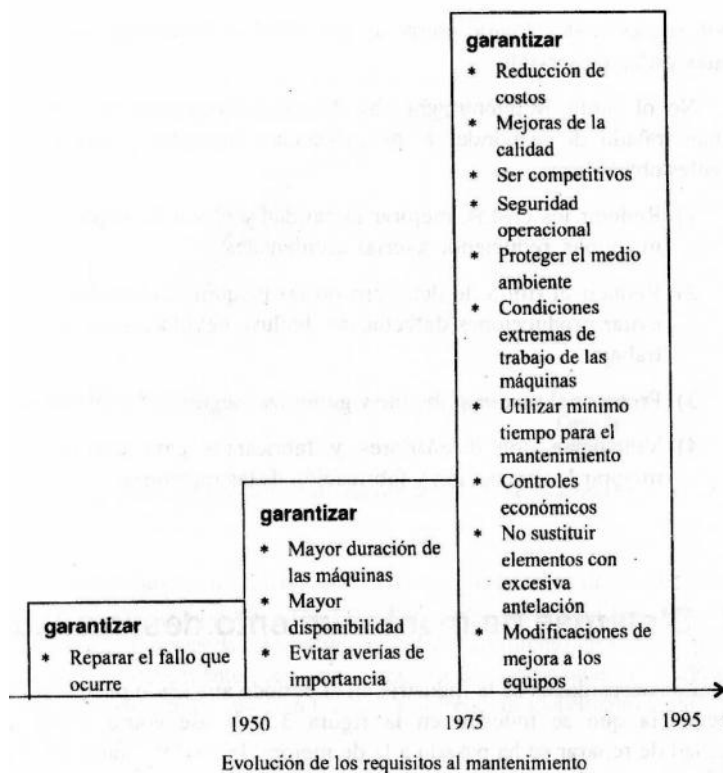 garantizar
* Reparar el fallo que
ocurre
garantizar
* Mayor duración de
las máquinas
* Mayor
disponibilidad
* Evitar averías de
importancia
garantizar
* Reducción de
costos
* Mejoras de la
calidad
* Ser competitivos
* Seguridad
operacional
* Proteger el medio
ambiente
* Condiciones
extremas de
trabajo de las
máquinas
* Utilizar mínimo
tiempo para el
mantenimiento
* Controles
económicos
* No sustituir
elementos con
excesiva
antelación
* Modificaciones de
mejora a los
equipos
1950 1975 1995
Evolución de los requisitos al mantenimiento